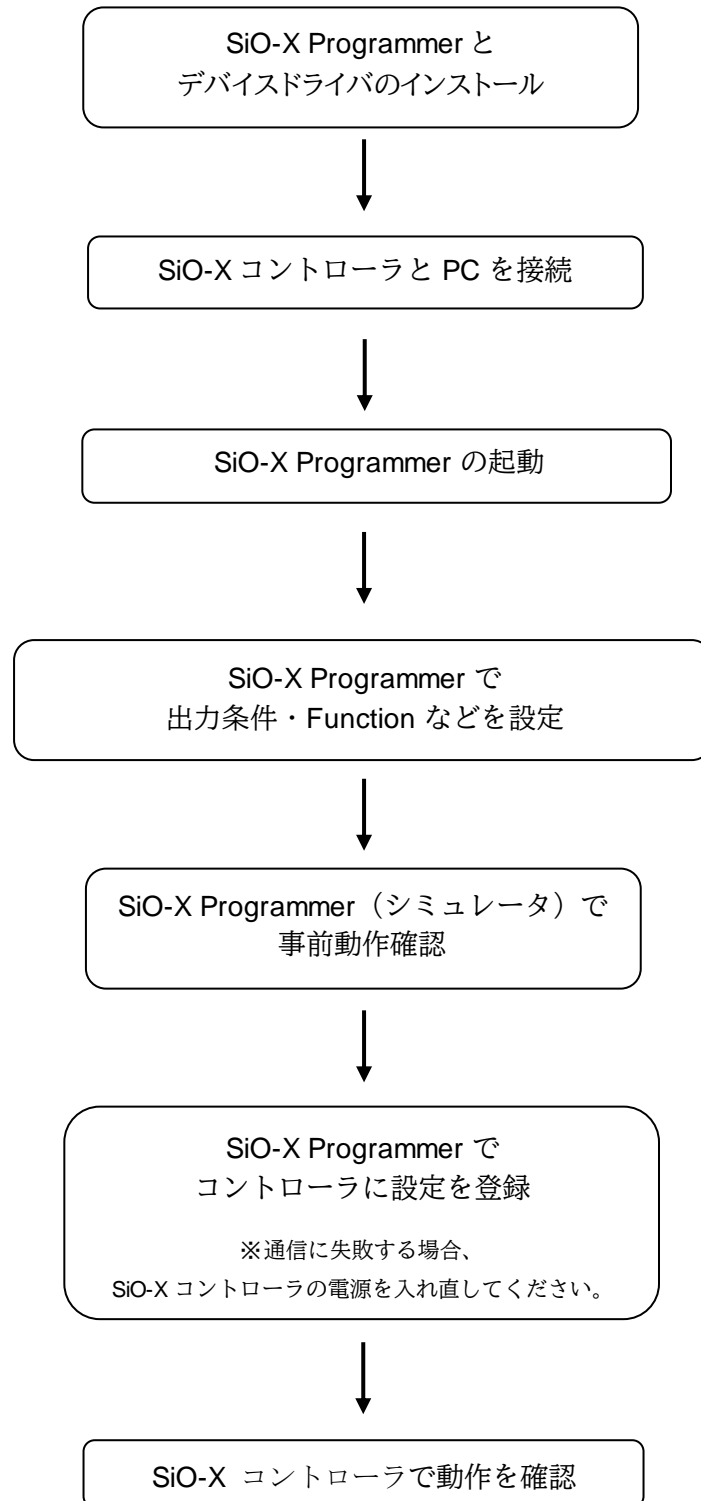 SiO-X Programmer と
デバイスドライバのインストール
SiO-X コントローラと PC を接続
SiO-X Programmer の起動
SiO-X Programmer で
出力条件・Function などを設定
SiO-X Programmer（シミュレータ）で
事前動作確認
SiO-X Programmer で
コントローラに設定を登録
※通信に失敗する場合、
SiO-X コントローラの電源を入れ直してください。
SiO-X コントローラで動作を確認